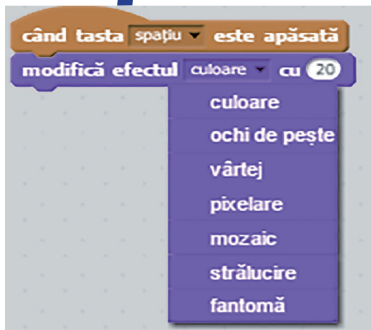 când tasta spațiu este apăsată
modifică efectul culoare cu 20
culoare
ochi de pește
vârtej
pixelare
mozaic
strălucire
fantomă